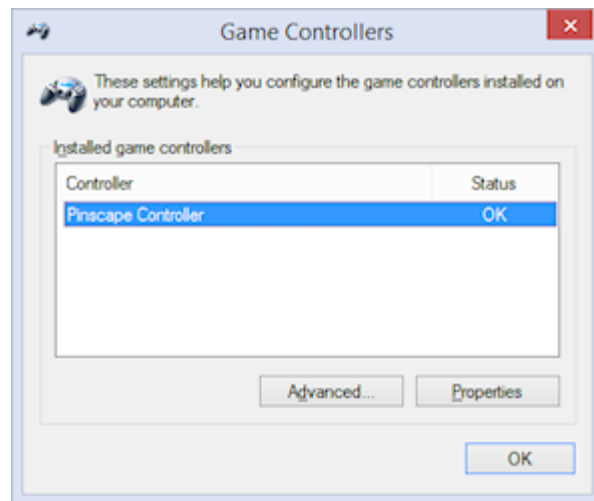 Game Controllers
These settings help you configure the game controllers installed on
your computer.
Installed game controllers
Controller Status
Pinscape Controller OK
Advanced... Properties
OK